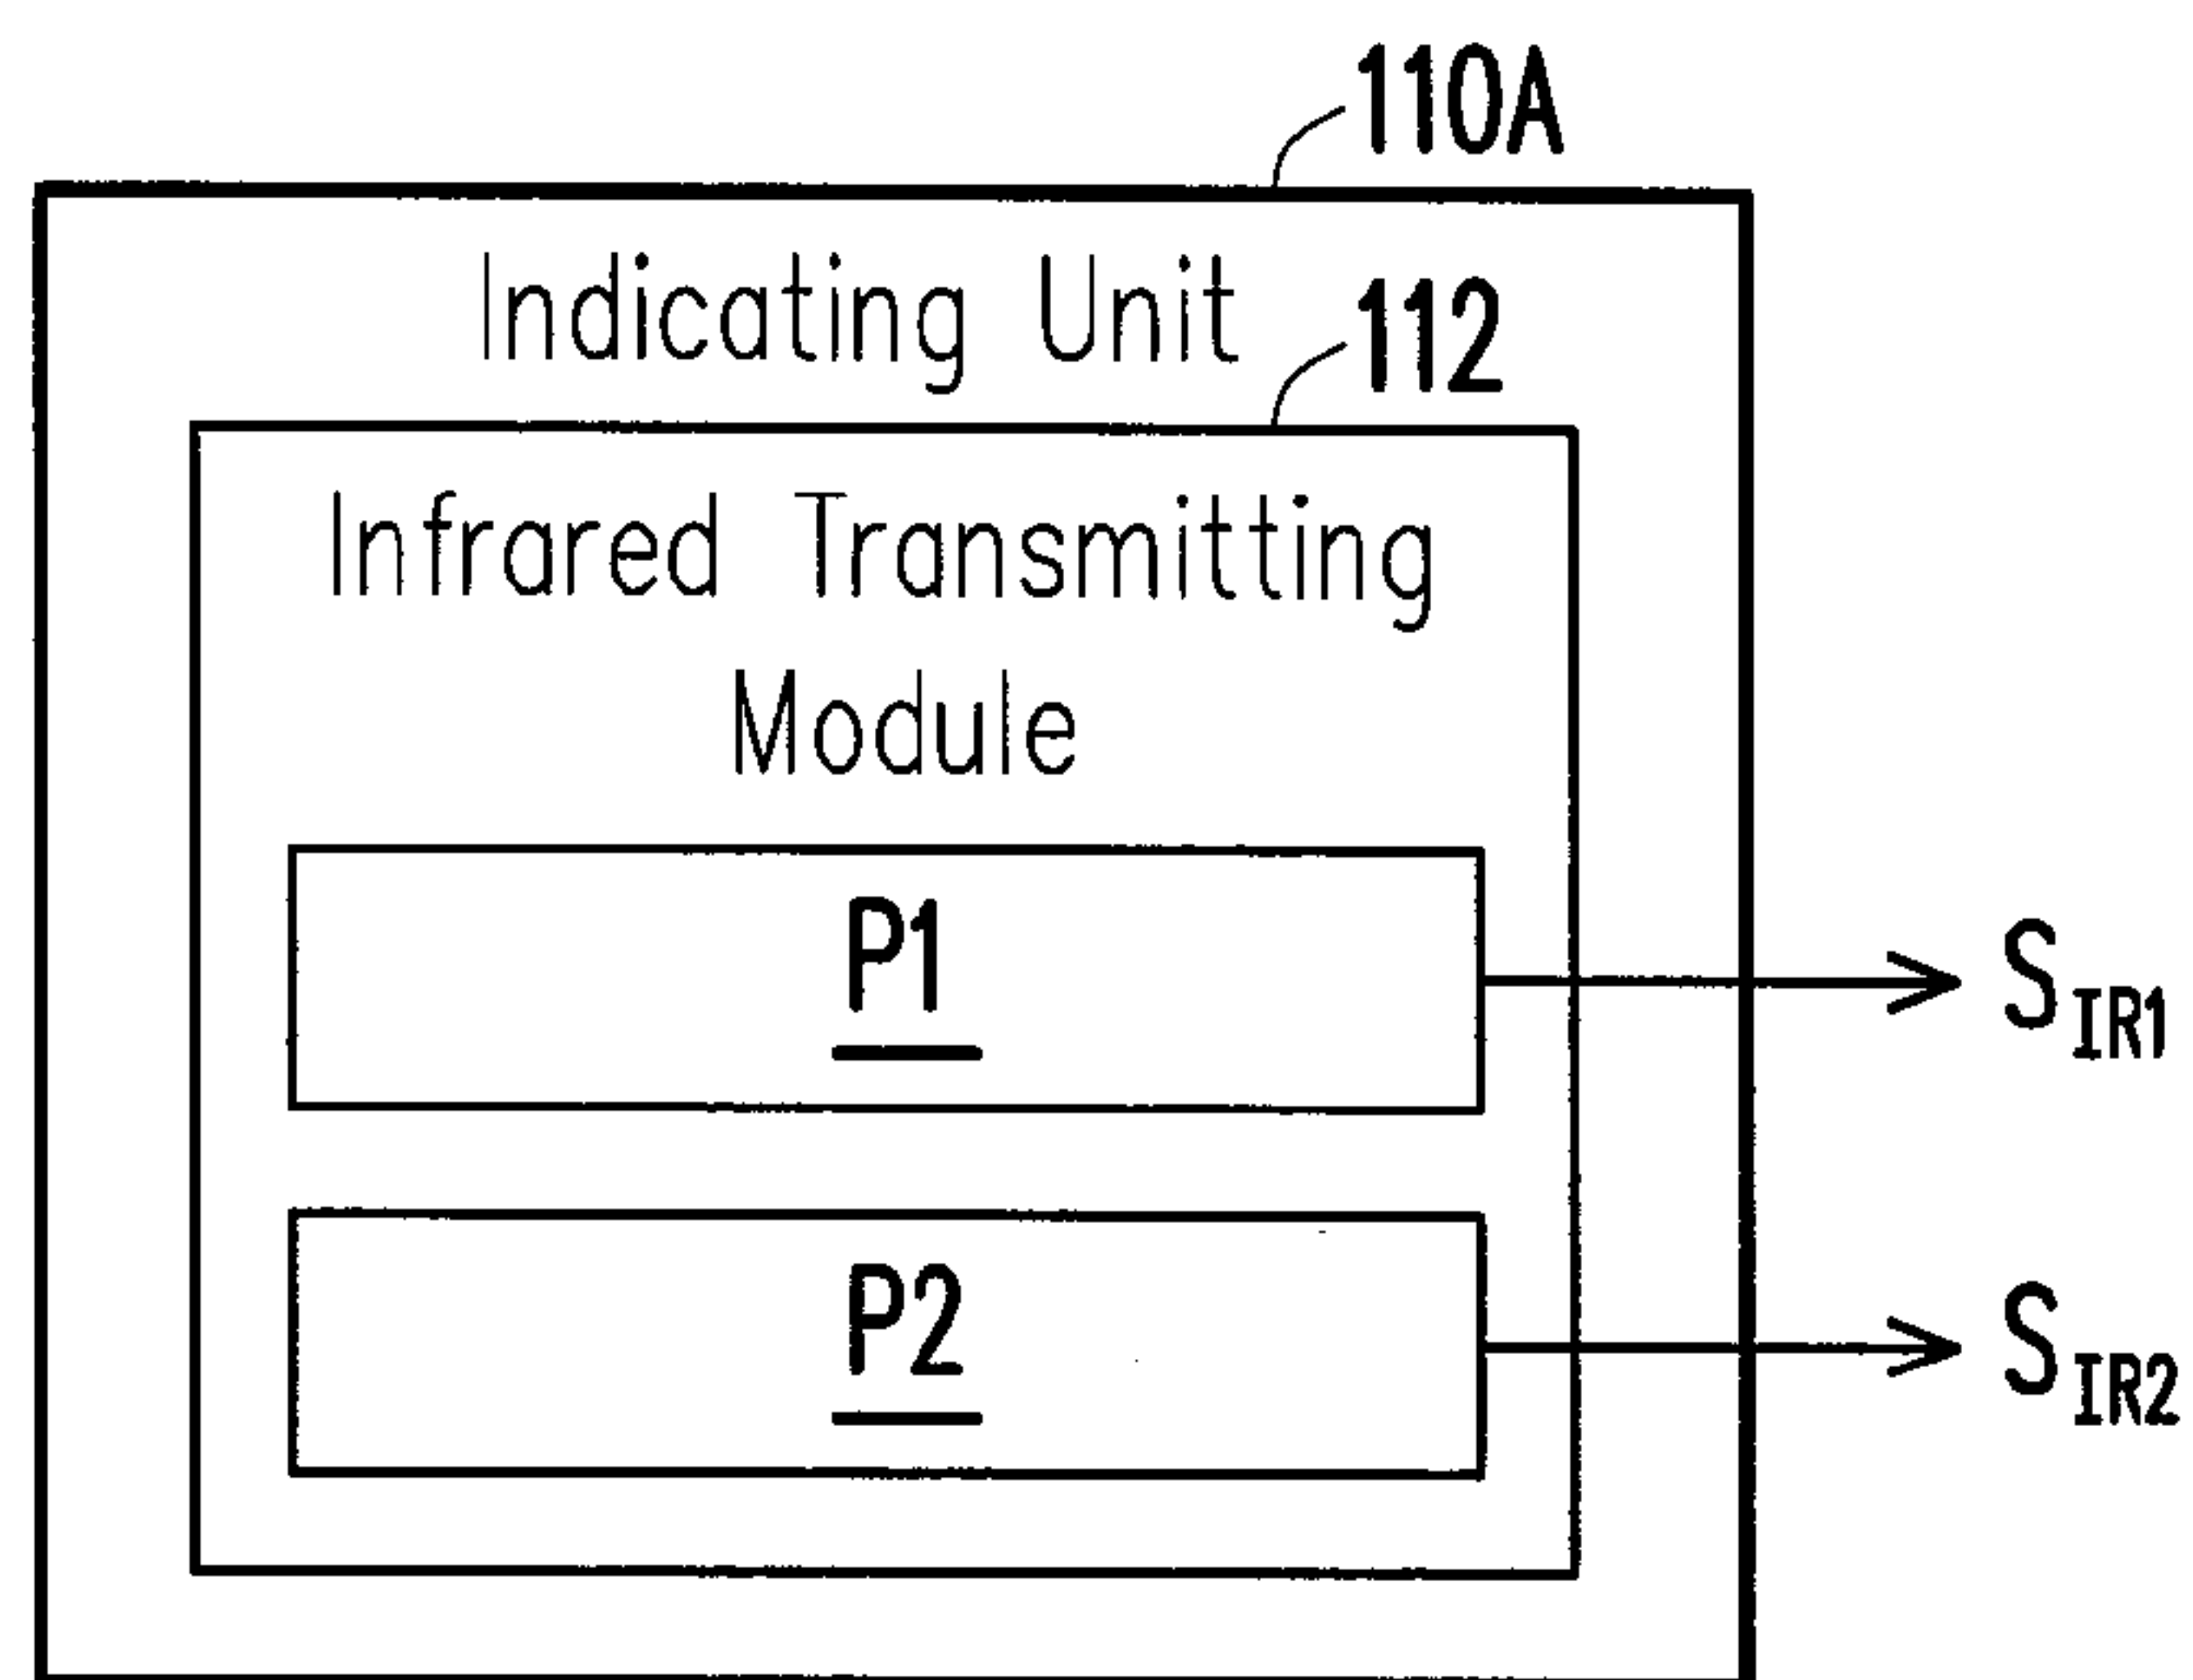 110A
Indicating Unit
112
Infrared Transmitting
Module
P1
S_IR1
P2
S_IR2